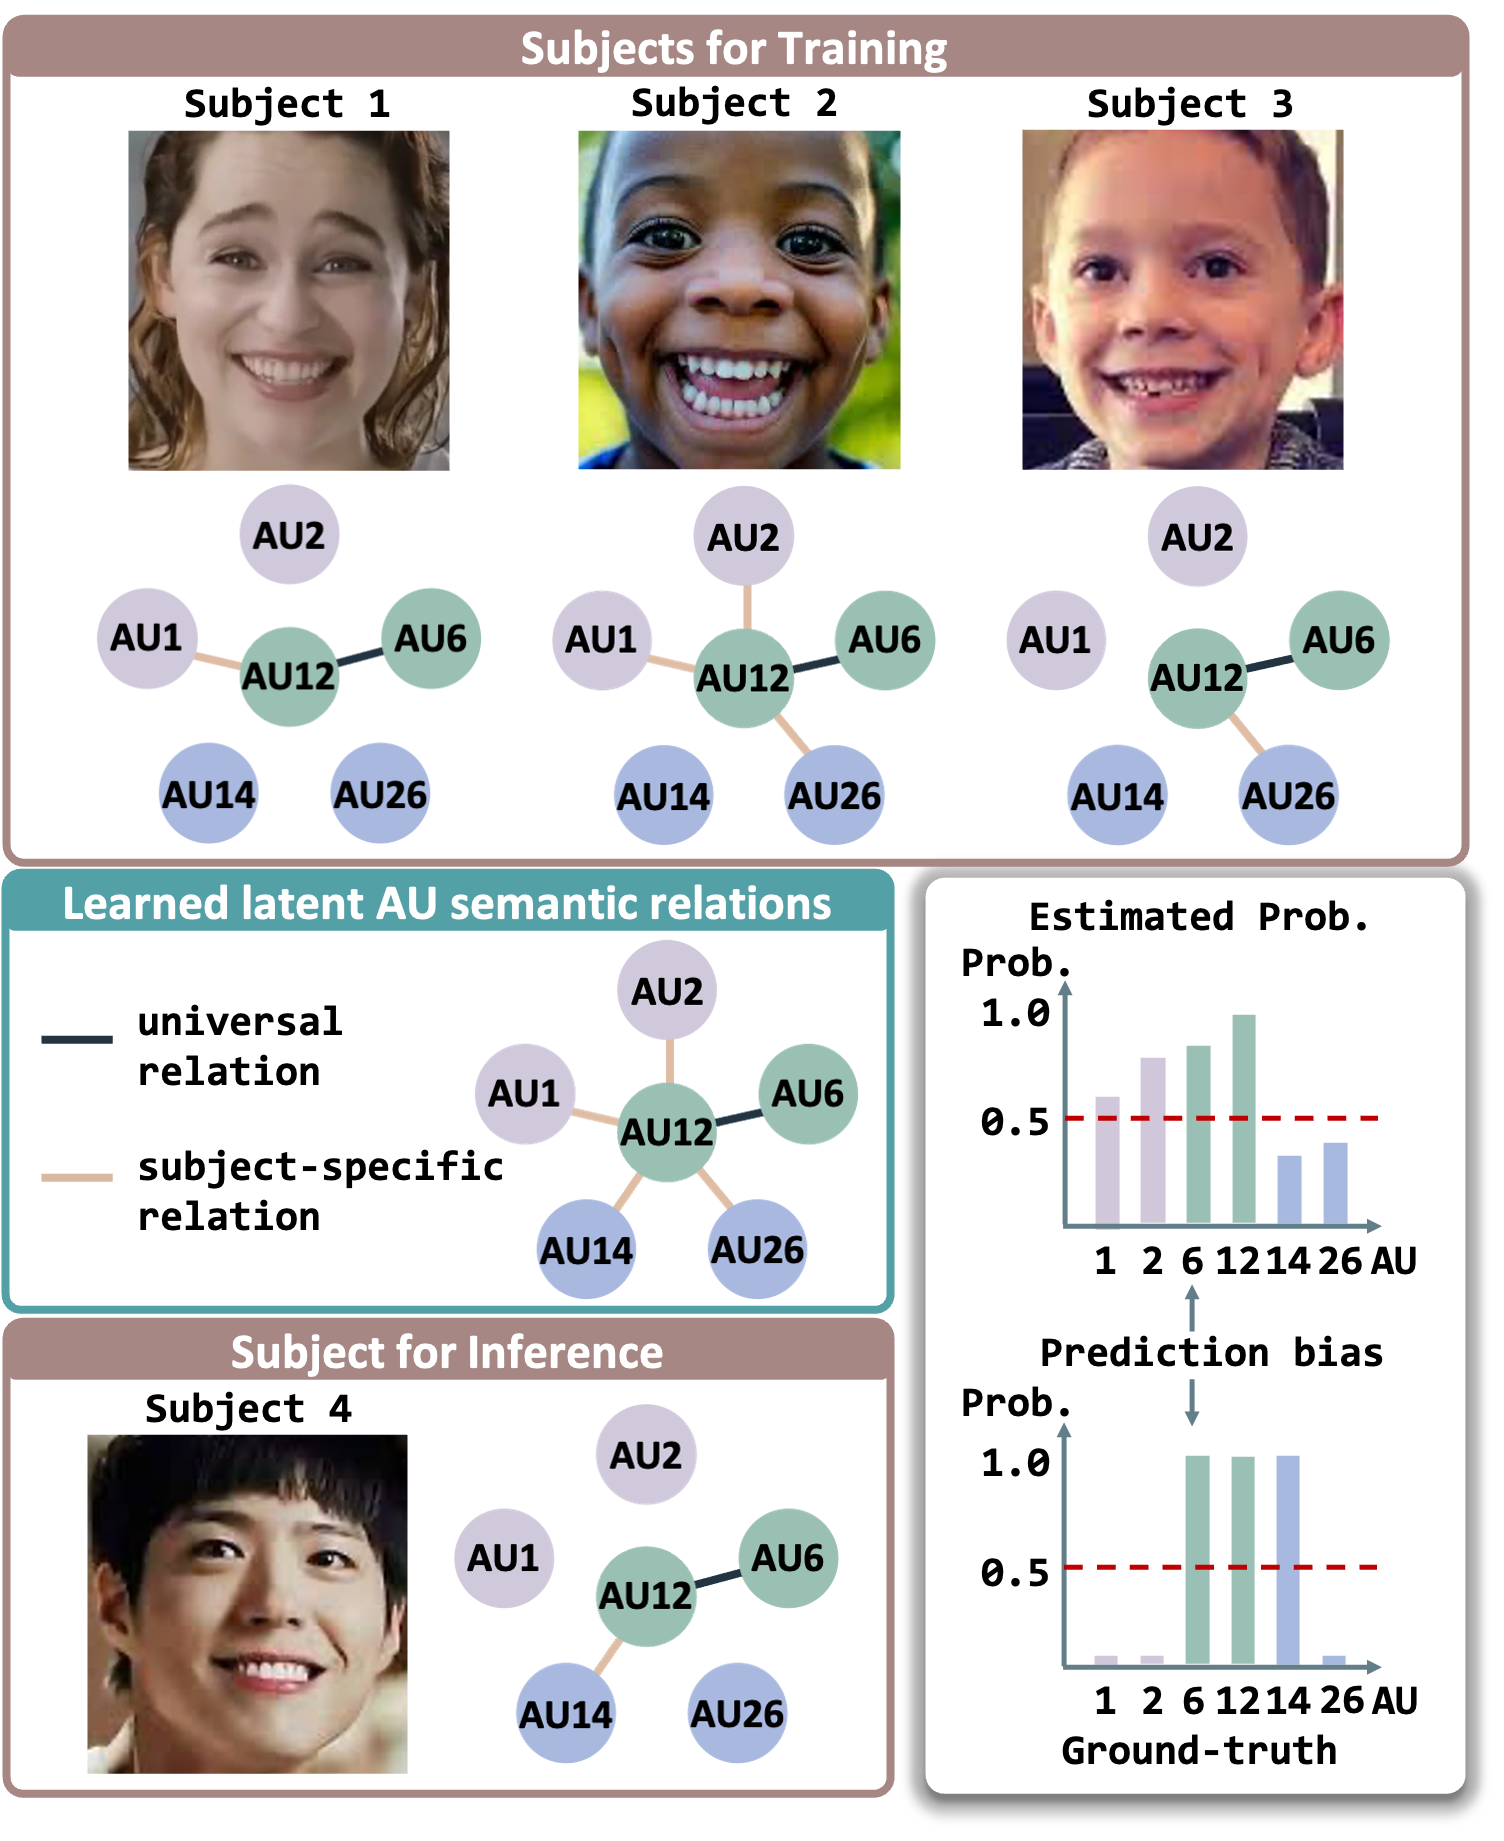 Subjects for Training
Subject 1
Subject 2
Subject 3
AU2
AU1
AU12
AU6
AU14
AU26
AU2
AU1
AU12
AU6
AU14
AU26
AU2
AU1
AU12
AU6
AU14
AU26
Learned latent AU semantic relations
universal
relation
subject-specific
relation
AU2
AU1
AU12
AU6
AU14
AU26
Subject for Inference
Subject 4
AU2
AU1
AU12
AU6
AU14
AU26
Estimated Prob.
Prob.
1.0
0.5
1 2 6 12 14 26 AU
Prediction bias
Prob.
1.0
0.5
1 2 6 12 14 26 AU
Ground-truth